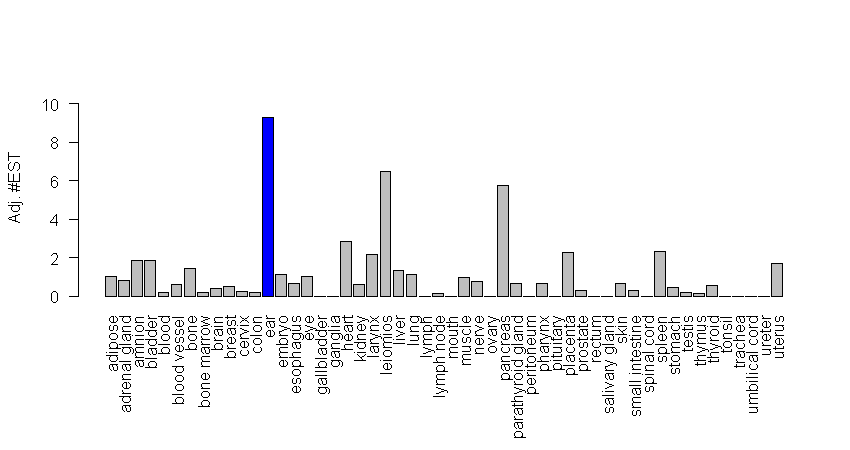 Adj. #EST
10
8
6
4
2
0
adipose
adrenal gland
amnion
bladder
blood
blood vessel
bone
bone marrow
brain
breast
cervix
colon
ear
embryo
esophagus
eye
gallbladder
ganglia
heart
kidney
larynx
leiomios
liver
lung
lymph
lymph node
mouth
muscle
nerve
ovary
pancreas
parathyroid gland
peritoneum
pharynx
pituitary
placenta
prostate
rectum
salivary gland
skin
small intestine
spinal cord
spleen
stomach
testis
thymus
thyroid
tonsil
trachea
umbilical cord
ureter
uterus